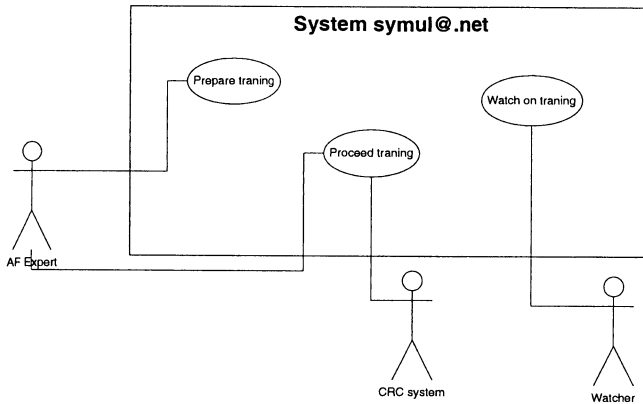 System symul@.net
Prepare traning
Watch on traning
Proceed traning
AF Expert
CRC system
Watcher